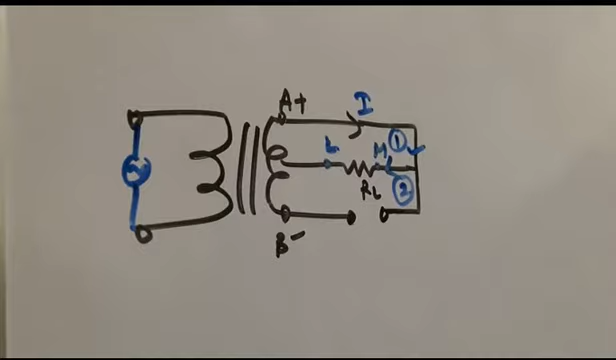 A+ I
L M ①
RL ②
B-